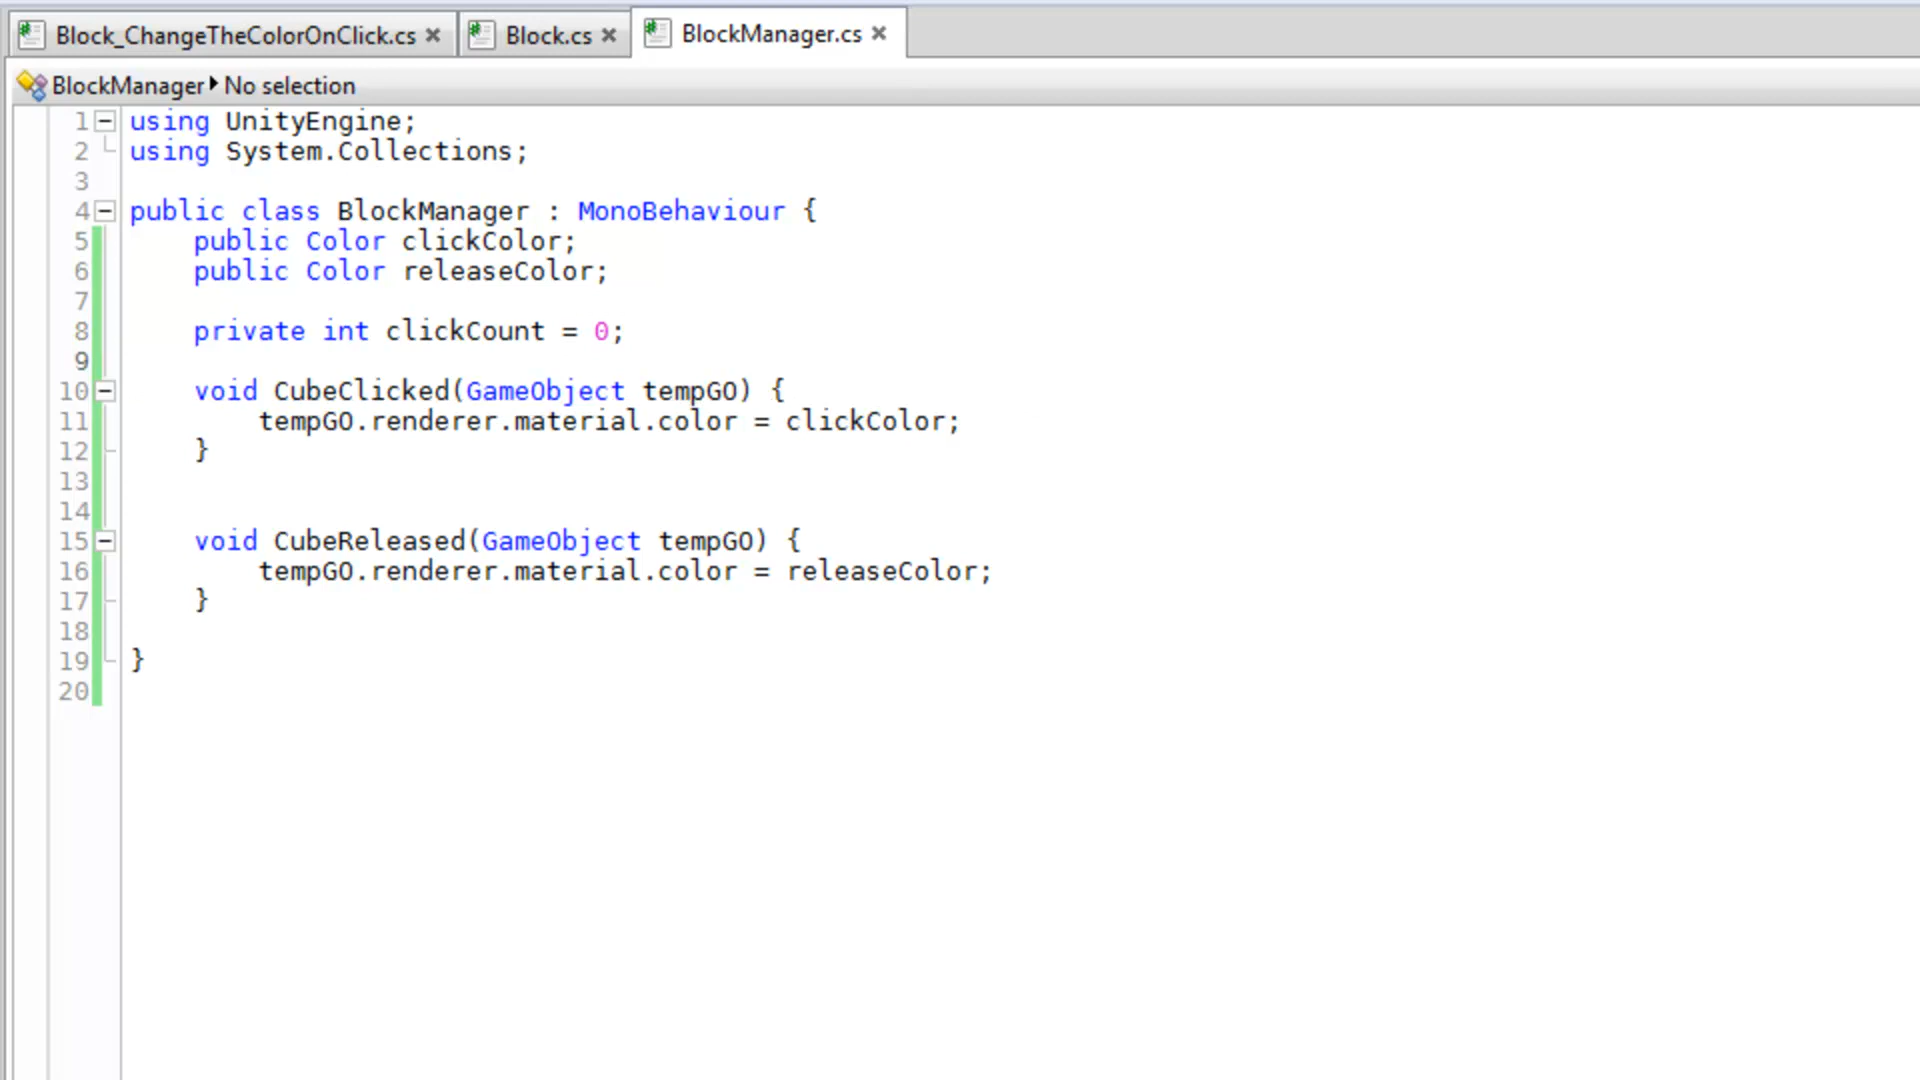 Block_ChangeTheColorOnClick.cs Block.cs BlockManager.cs
BlockManager No selection
1 using UnityEngine;
2 using System.Collections;
3
4 public class BlockManager : MonoBehaviour {
5 public Color clickColor;
6 public Color releaseColor;
7
8 private int clickCount = 0;
9
10 void CubeClicked(GameObject tempGO) {
11 tempGO.renderer.material.color = clickColor;
12 }
13
14
15 void CubeReleased(GameObject tempGO) {
16 tempGO.renderer.material.color = releaseColor;
17 }
18
19 }
20